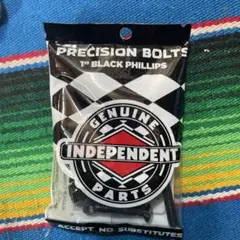 PRECISION BOLTS
1" BLACK PHILLIPS
GENUINE
INDEPENDENT
PARTS
ACCEPT NO SUBSTITUTES